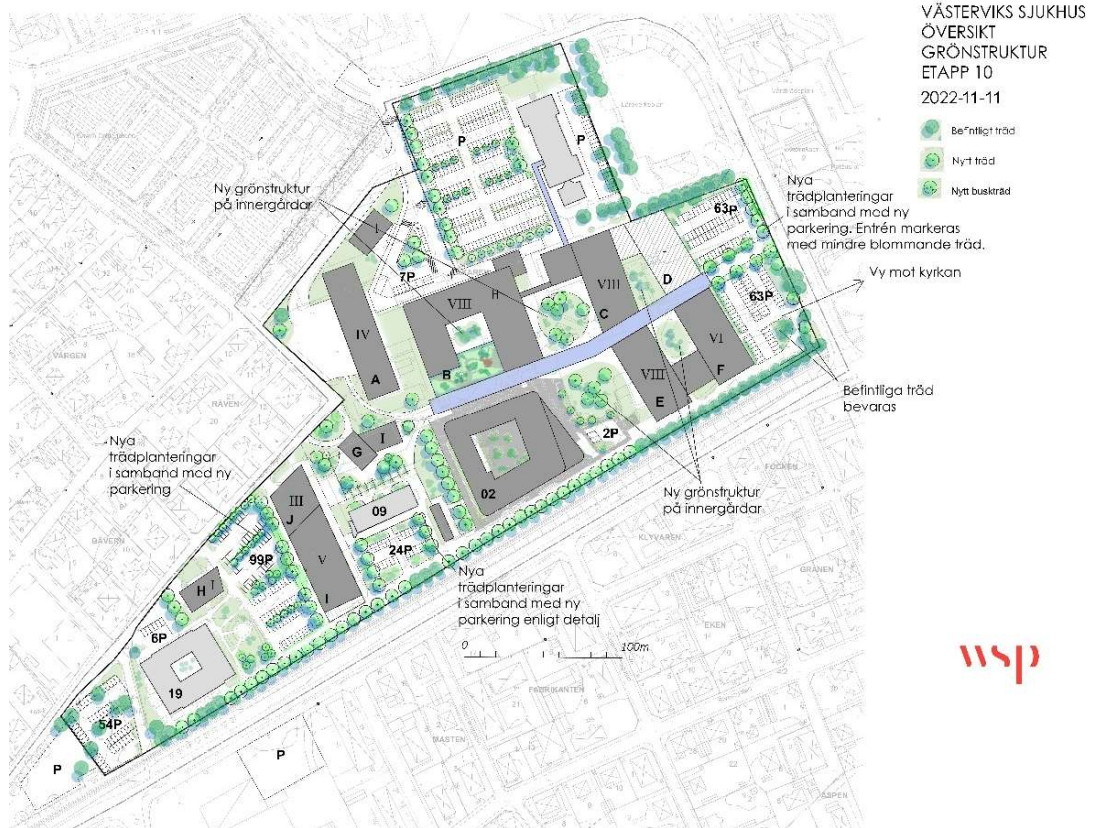 VÄSTERVIKS SJUKHUS
ÖVERSIKT
GRÖNSTRUKTUR
ETAPP 10
2022-11-11
Befintligt träd
Nytt träd
Nytt buskträd
Ny grönstruktur
på innergårdar
Nya
trädplanteringar
i samband med ny
parkering. Entrén markeras
med mindre blommande träd.
Vy mot kyrkan
Befintliga träd
bevaras
P
P
63P
63P
I
7P
VIII
H
VIII
C
D
IV
A
B
VI
F
VIII
E
2P
02
G
I
Nya
trädplanteringar
i samband med ny
parkering
Ny grönstruktur
på innergårdar
III
J
09
V
I
24P
99P
H
I
Nya
trädplanteringar
i samband med ny
parkering enligt detalj
0
100m
6P
19
54P
P
P
VARGEN
RÄVEN
BÄVERN
FOCKEN
KLYVAREN
GRANEN
EKEN
FABRIKANTEN
MASTEN
ASPEN
wsp